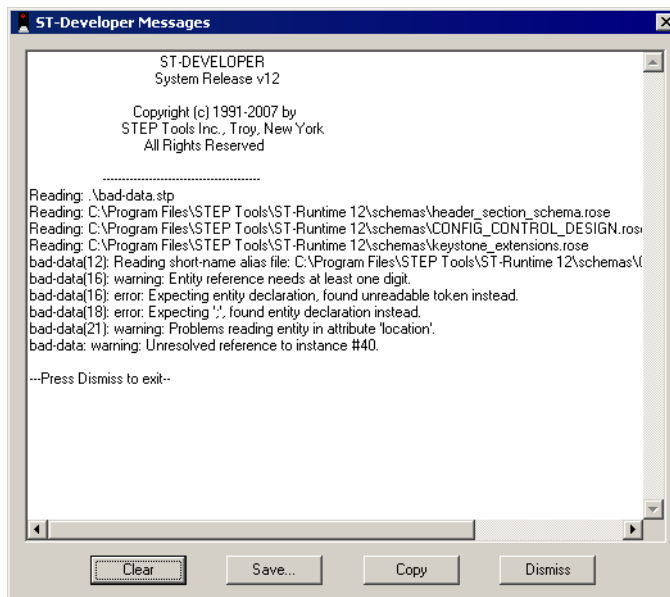 ST-Developer Messages
ST-DEVELOPER
System Release v12
Copyright (c) 1991-2007 by
STEP Tools Inc., Troy, New York
All Rights Reserved
----------------------------------------
Reading: .\bad-data.stp
Reading: C:\Program Files\STEP Tools\ST-Runtime 12\schemas\header_section_schema.rose
Reading: C:\Program Files\STEP Tools\ST-Runtime 12\schemas\CONFIG_CONTROL_DESIGN.rose
Reading: C:\Program Files\STEP Tools\ST-Runtime 12\schemas\keystone_extensions.rose
bad-data(12): Reading short-name alias file: C:\Program Files\STEP Tools\ST-Runtime 12\schemas\
bad-data(16): warning: Entity reference needs at least one digit.
bad-data(16): error: Expecting entity declaration, found unreadable token instead.
bad-data(18): error: Expecting ';', found entity declaration instead.
bad-data(21): warning: Problems reading entity in attribute 'location'.
bad-data: warning: Unresolved reference to instance #40.
---Press Dismiss to exit--
Clear Save... Copy Dismiss